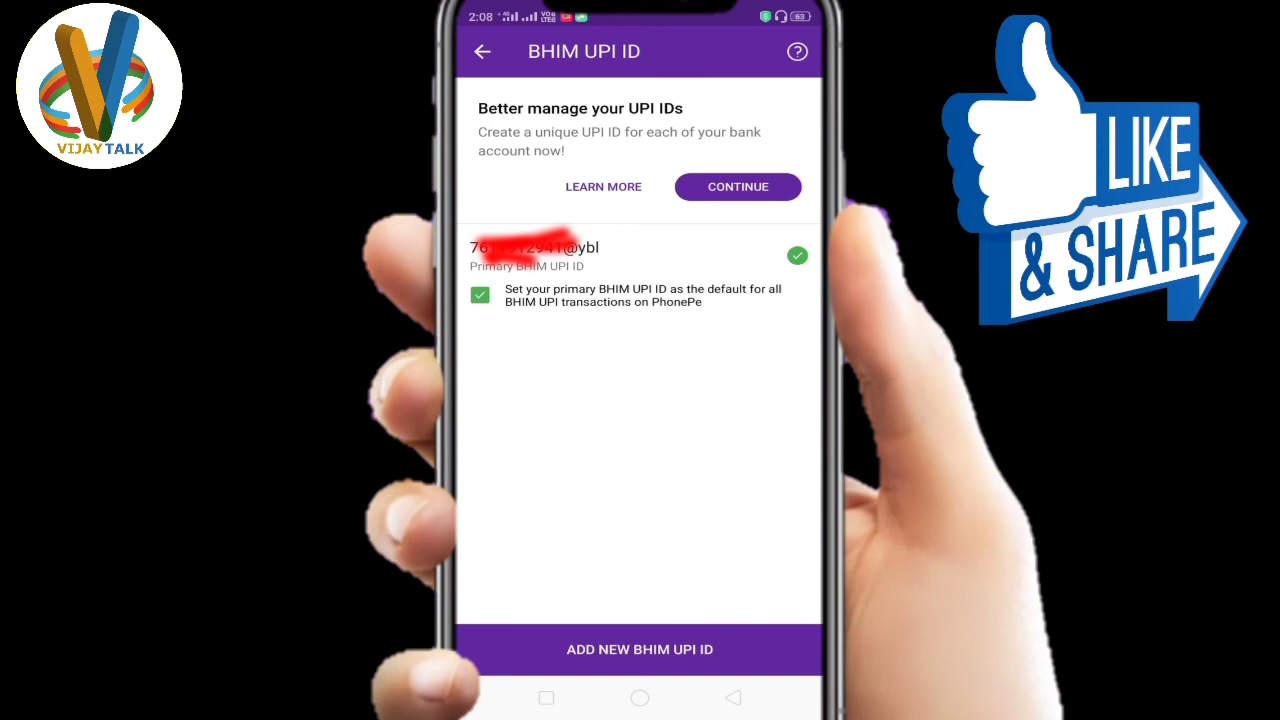 VIJAY TALK
2:08
63
BHIM UPI ID
Better manage your UPI IDs
Create a unique UPI ID for each of your bank
account now!
LEARN MORE
CONTINUE
@ybl
Primary BHIM UPI ID
Set your primary BHIM UPI ID as the default for all
BHIM UPI transactions on PhonePe
ADD NEW BHIM UPI ID
LIKE
& SHARE